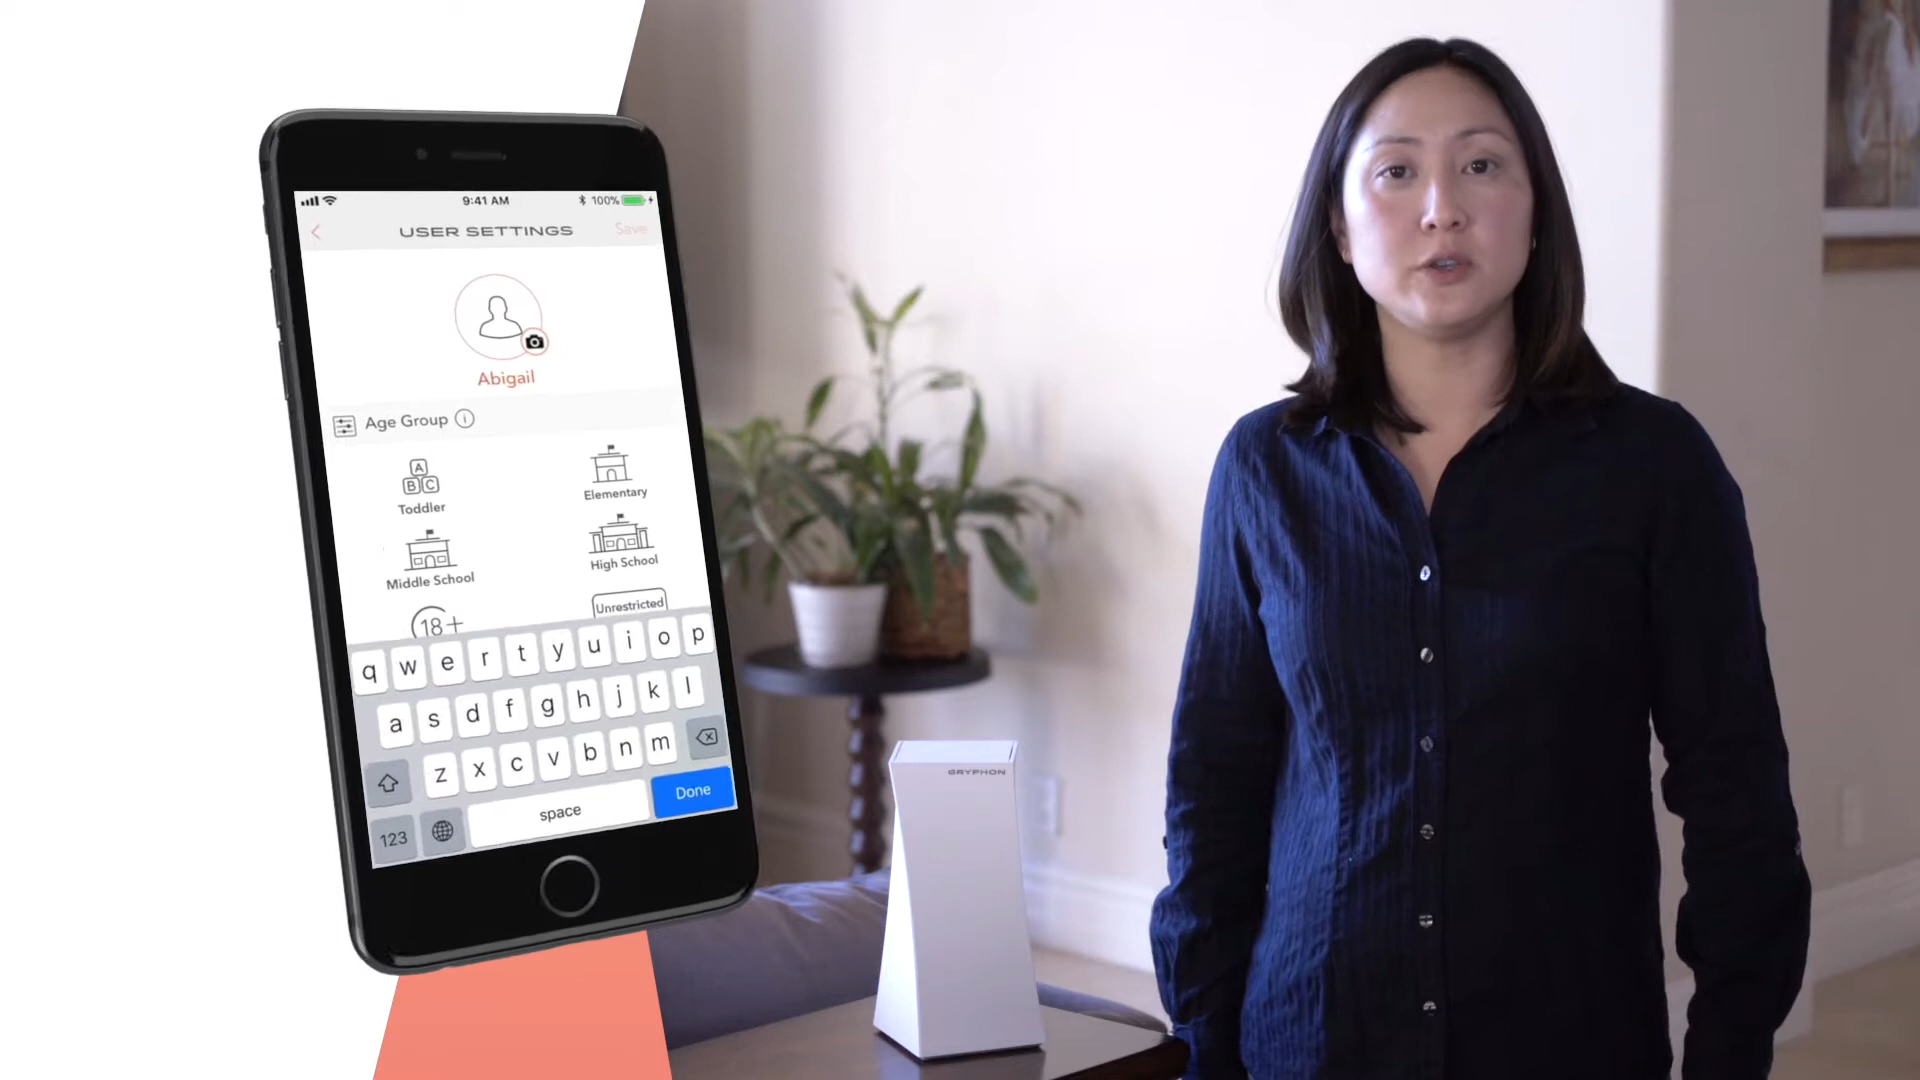 9:41 AM
100%
USER SETTINGS
Save
Abigail
Age Group i
A
B C
Toddler
Elementary
Middle School
High School
18+
Unrestricted
q w e r t y u i o p
a s d f g h j k l
z x c v b n m
123
space
Done
GRYPHON